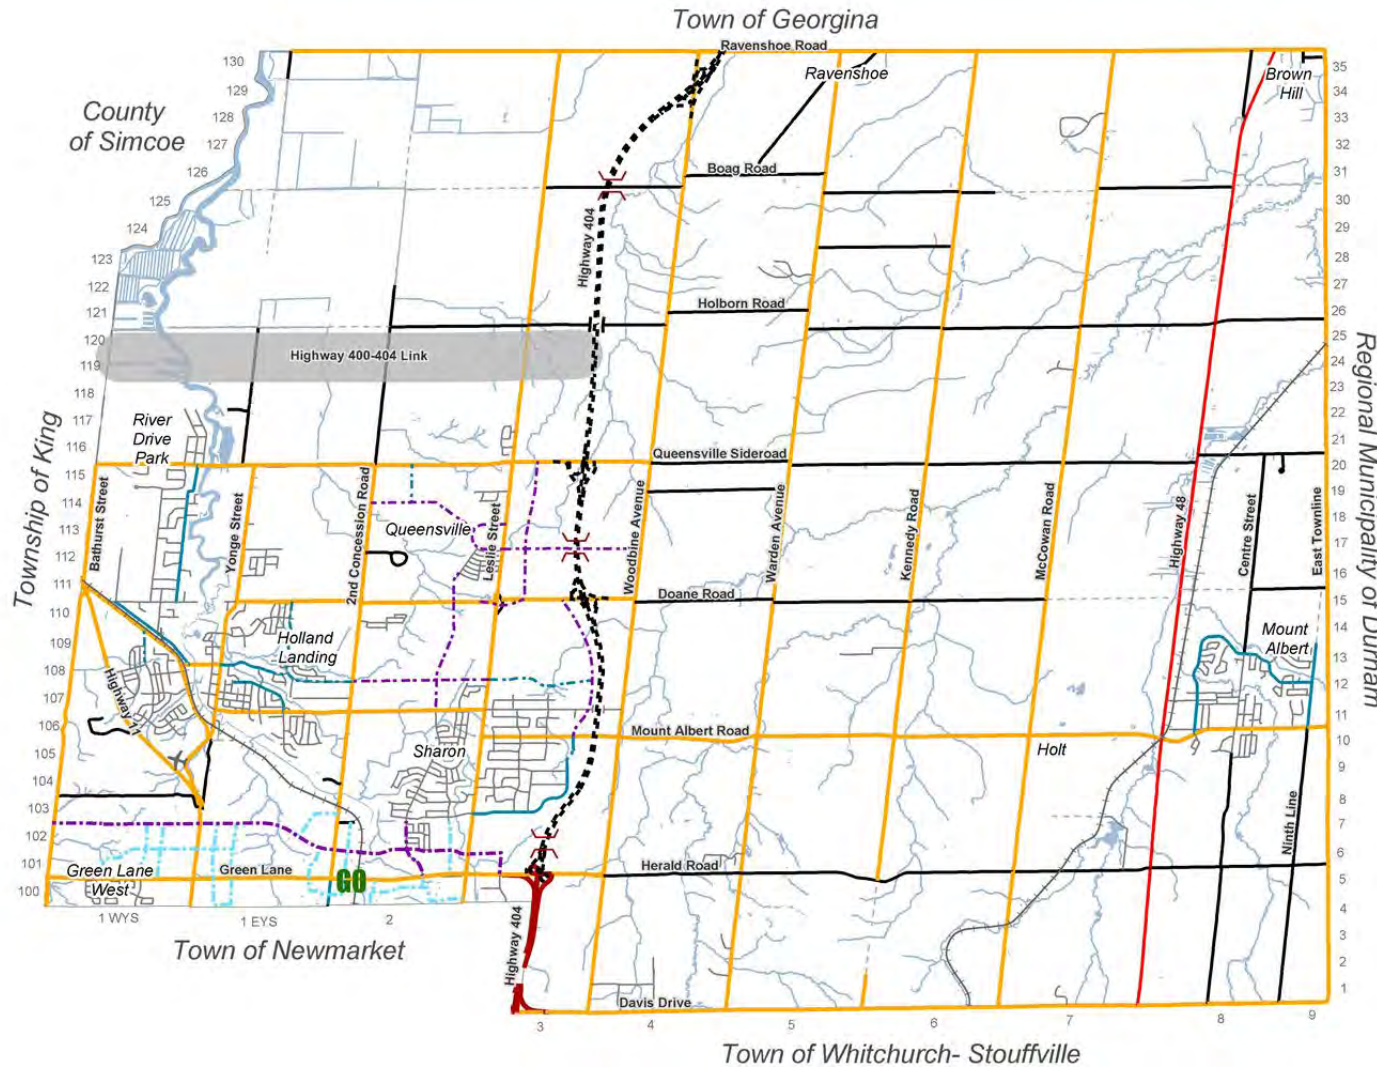 Town of Georgina
Ravenshoe Road
Ravenshoe
Brown
Hill
County
of Simcoe
130
129
128
127
126
125
124
123
122
121
120
119
118
117
116
115
114
113
112
111
110
109
108
107
106
105
104
103
102
101
100
35
34
33
32
31
30
29
28
27
26
25
24
23
22
21
20
19
18
17
16
15
14
13
12
11
10
9
8
7
6
5
4
3
2
1
Boag Road
Highway 404
Holborn Road
Highway 400-404 Link
Township of King
Regional Municipality of Durham
River
Drive
Park
Queensville Sideroad
Bathurst Street
Yonge Street
2nd Concession Road
Queensville
Leslie Street
Woodbine Avenue
Warden Avenue
Kennedy Road
McCowan Road
Highway 48
Centre Street
East Townline
Doane Road
Holland
Landing
Mount
Albert
Highway 11
Sharon
Mount Albert Road
Holt
Ninth Line
Green Lane
West
Green Lane
GO
Herald Road
1 WYS
1 EYS
2
Town of Newmarket
Highway 404
Davis Drive
3
4
5
6
7
8
9
Town of Whitchurch- Stouffville